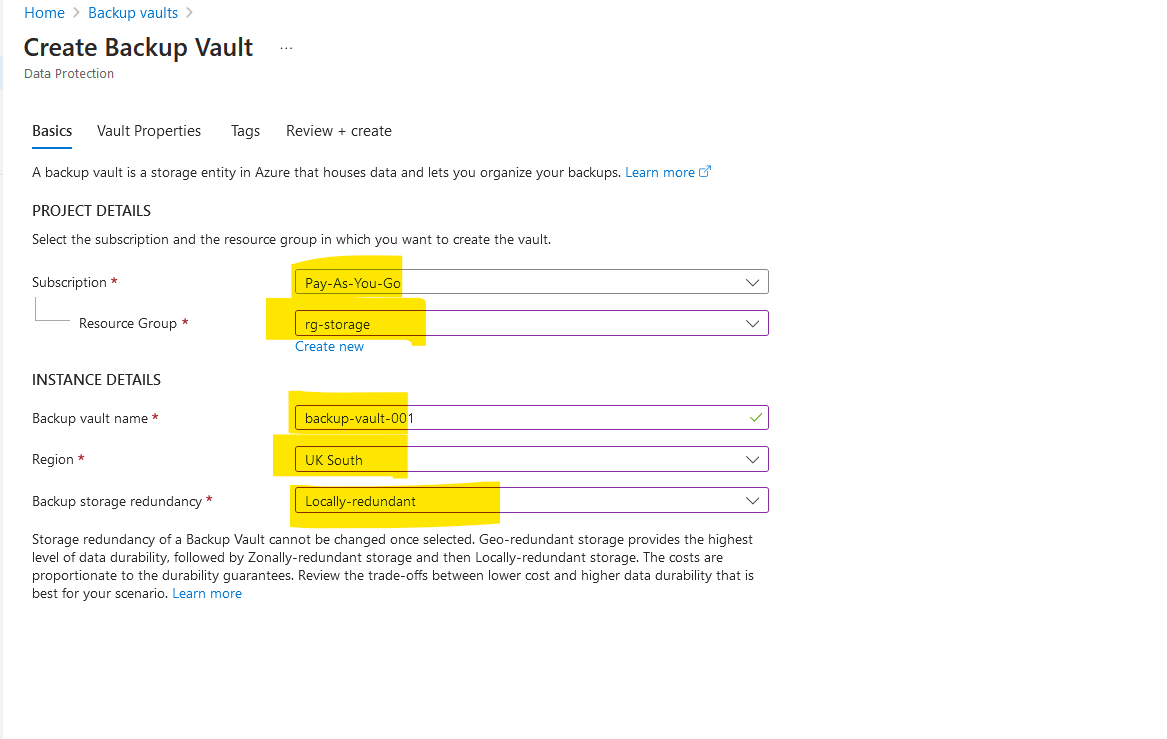 Home > Backup vaults >
Create Backup Vault ...
Data Protection
Basics Vault Properties Tags Review + create
A backup vault is a storage entity in Azure that houses data and lets you organize your backups. Learn more
PROJECT DETAILS
Select the subscription and the resource group in which you want to create the vault.
Subscription * Pay-As-You-Go
Resource Group * rg-storage
Create new
INSTANCE DETAILS
Backup vault name * backup-vault-001
Region * UK South
Backup storage redundancy * Locally-redundant
Storage redundancy of a Backup Vault cannot be changed once selected. Geo-redundant storage provides the highest
level of data durability, followed by Zonally-redundant storage and then Locally-redundant storage. The costs are
proportionate to the durability guarantees. Review the trade-offs between lower cost and higher data durability that is
best for your scenario. Learn more